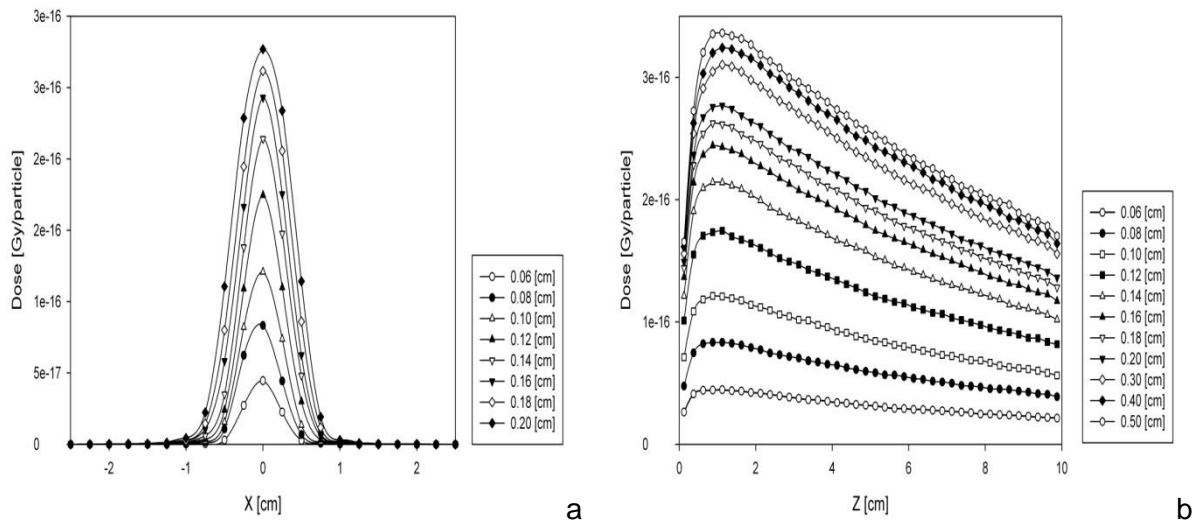 3e-16
3e-16
2e-16
2e-16
1e-16
5e-17
0
Dose [Gy/particle]
-2
-1
0
1
2
X [cm]
0.06 [cm]
0.08 [cm]
0.10 [cm]
0.12 [cm]
0.14 [cm]
0.16 [cm]
0.18 [cm]
0.20 [cm]
a
3e-16
2e-16
1e-16
0
Dose [Gy/particle]
0
2
4
6
8
10
Z [cm]
0.06 [cm]
0.08 [cm]
0.10 [cm]
0.12 [cm]
0.14 [cm]
0.16 [cm]
0.18 [cm]
0.20 [cm]
0.30 [cm]
0.40 [cm]
0.50 [cm]
b